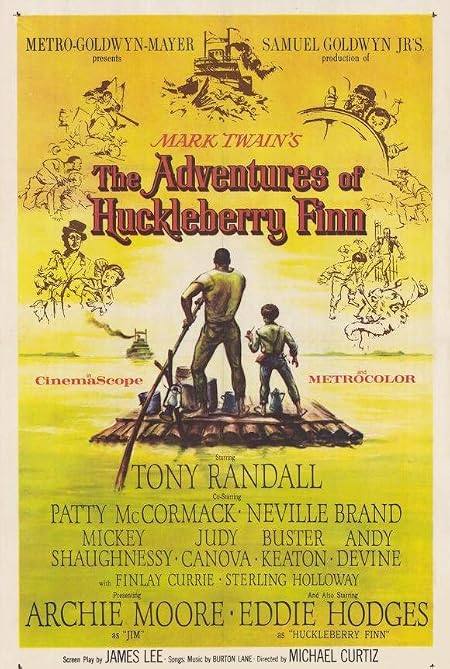 METRO-GOLDWYN-MAYER
presents
SAMUEL GOLDWYN JR'S.
production of
MARK TWAIN'S
The Adventures of
Huckleberry Finn
in
CinemaScope
and
METROCOLOR
Starring
TONY RANDALL
Co-Starring
PATTY McCORMACK · NEVILLE BRAND
MICKEY SHAUGHNESSY · JUDY CANOVA · BUSTER KEATON · ANDY DEVINE
with FINLAY CURRIE · STERLING HOLLOWAY
Presenting
ARCHIE MOORE ·
as "JIM"
And Also Starring
EDDIE HODGES
as "HUCKLEBERRY FINN"
Screen Play by JAMES LEE · Songs: Music by BURTON LANE · Directed by MICHAEL CURTIZ